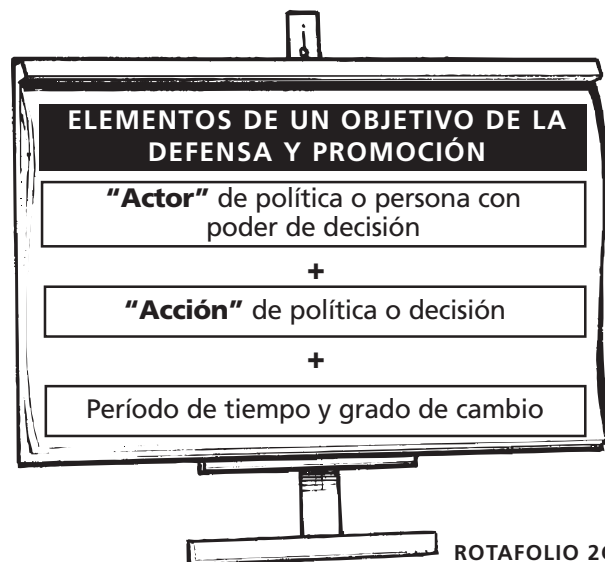 ELEMENTOS DE UN OBJETIVO DE LA
DEFENSA Y PROMOCIÓN
"Actor" de política o persona con
poder de decisión
+
"Acción" de política o decisión
+
Período de tiempo y grado de cambio
ROTAFOLIO